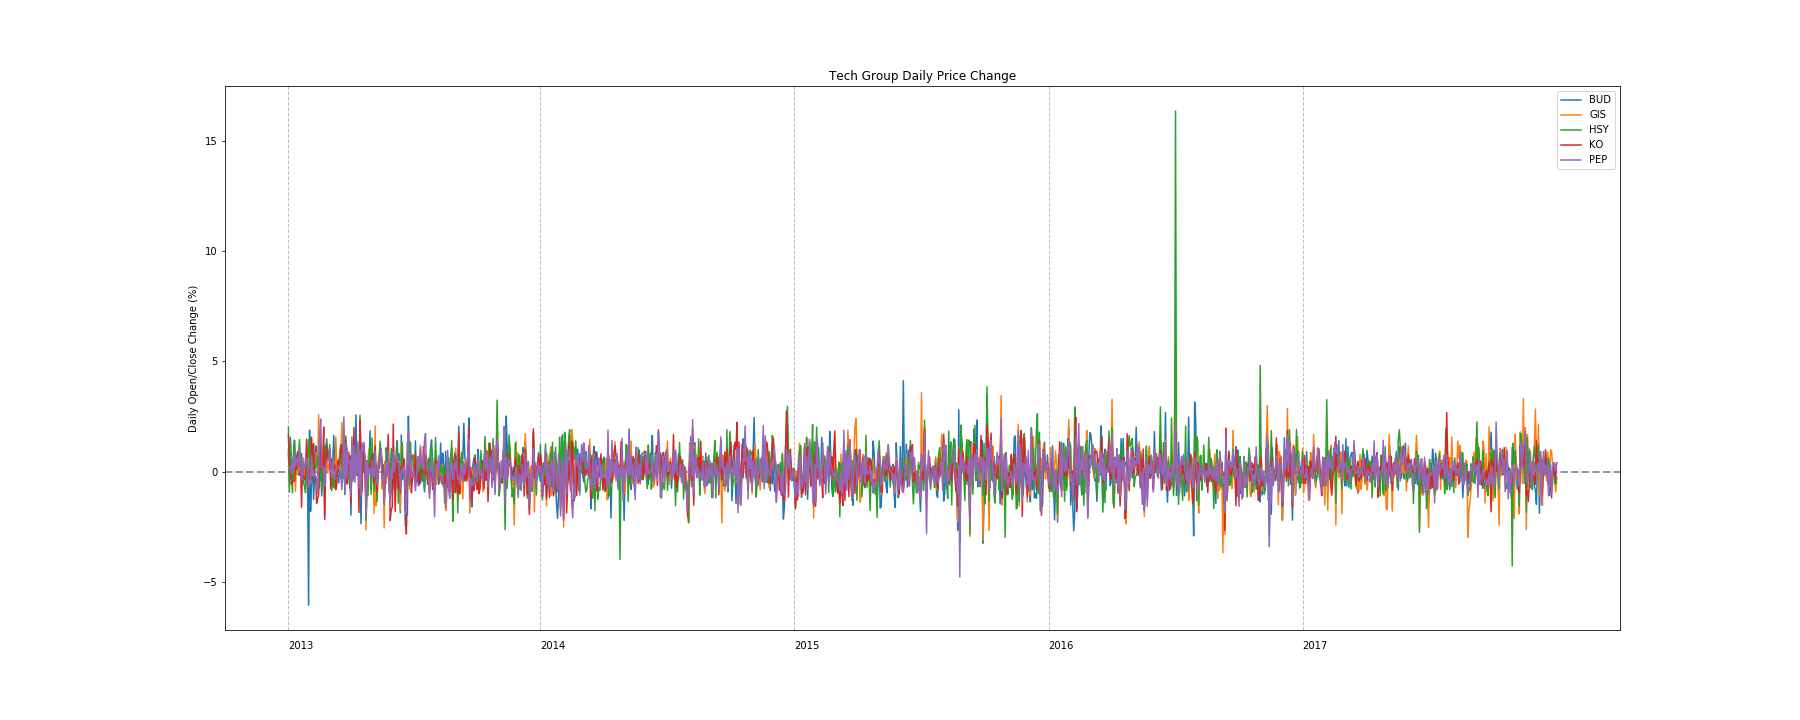 Tech Group Daily Price Change
BUD
GIS
HSY
KO
PEP
Daily Open/Close Change (%)
15
10
5
0
−5
2013
2014
2015
2016
2017